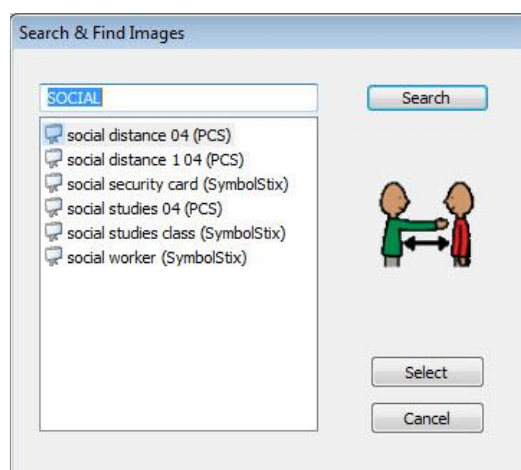 Search & Find Images
SOCIAL
Search
social distance 04 (PCS)
social distance 1 04 (PCS)
social security card (SymbolStix)
social studies 04 (PCS)
social studies class (SymbolStix)
social worker (SymbolStix)
Select
Cancel